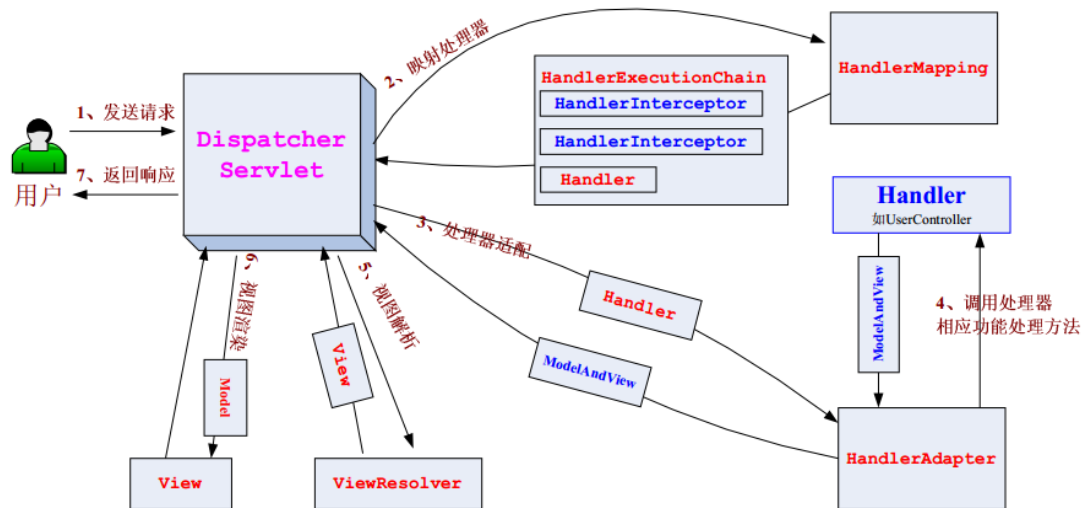 1、发送请求
7、返回响应
用户
Dispatcher
Servlet
2、映射处理器
HandlerExecutionChain
HandlerInterceptor
HandlerInterceptor
Handler
HandlerMapping
3、处理器适配
Handler
ModelAndView
Handler
如UserController
ModelAndView
4、调用处理器
相应功能处理方法
HandlerAdapter
5、视图解析
View
ViewResolver
6、视图渲染
Model
View